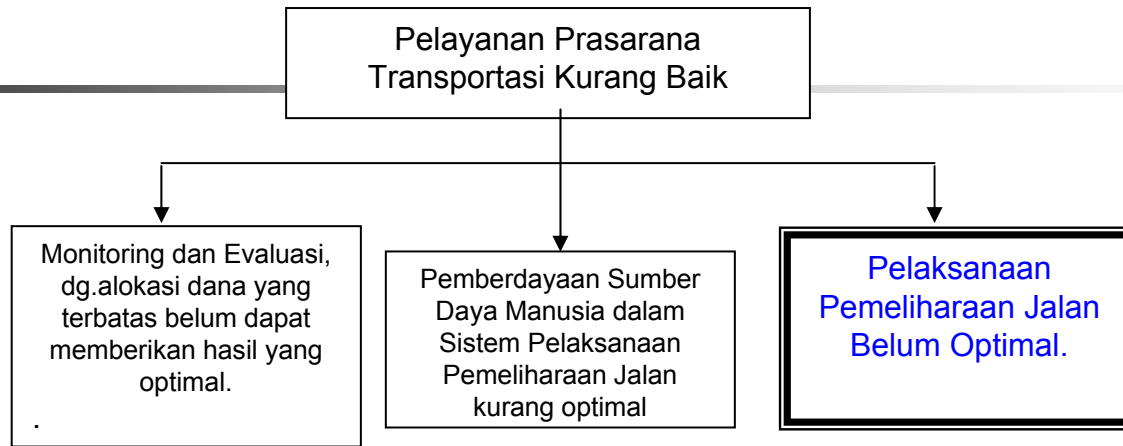 Pelayanan Prasarana
Transportasi Kurang Baik
Monitoring dan Evaluasi,
dg.alokasi dana yang
terbatas belum dapat
memberikan hasil yang
optimal.
.
Pemberdayaan Sumber
Daya Manusia dalam
Sistem Pelaksanaan
Pemeliharaan Jalan
kurang optimal
Pelaksanaan
Pemeliharaan Jalan
Belum Optimal.